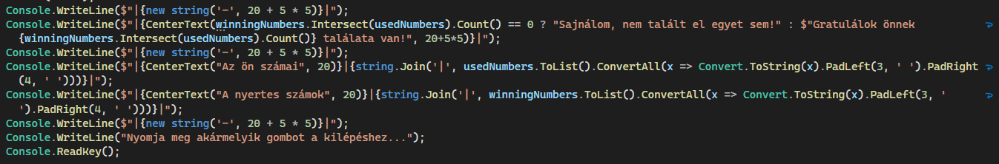 Console.WriteLine($"|{new string('-', 20 + 5 * 5)}|");
Console.WriteLine($"|{CenterText(winningNumbers.Intersect(usedNumbers).Count() == 0 ? "Sajnálom, nem talált el egyet sem!" : $"Gratulálok önnek
{winningNumbers.Intersect(usedNumbers).Count()} találata van!", 20+5*5)}|");
Console.WriteLine($"|{new string('-', 20 + 5 * 5)}|");
Console.WriteLine($"|{CenterText("Az ön számai", 20)}|{string.Join('|', usedNumbers.ToList().ConvertAll(x => Convert.ToString(x).PadLeft(3, ' ').PadRight
(4, ' ')))}|");
Console.WriteLine($"|{CenterText("A nyertes számok", 20)}|{string.Join('|', winningNumbers.ToList().ConvertAll(x => Convert.ToString(x).PadLeft(3, '
').PadRight(4, ' ')))}|");
Console.WriteLine($"|{new string('-', 20 + 5 * 5)}|");
Console.WriteLine("Nyomja meg akármelyik gombot a kilépéshez...");
Console.ReadKey();